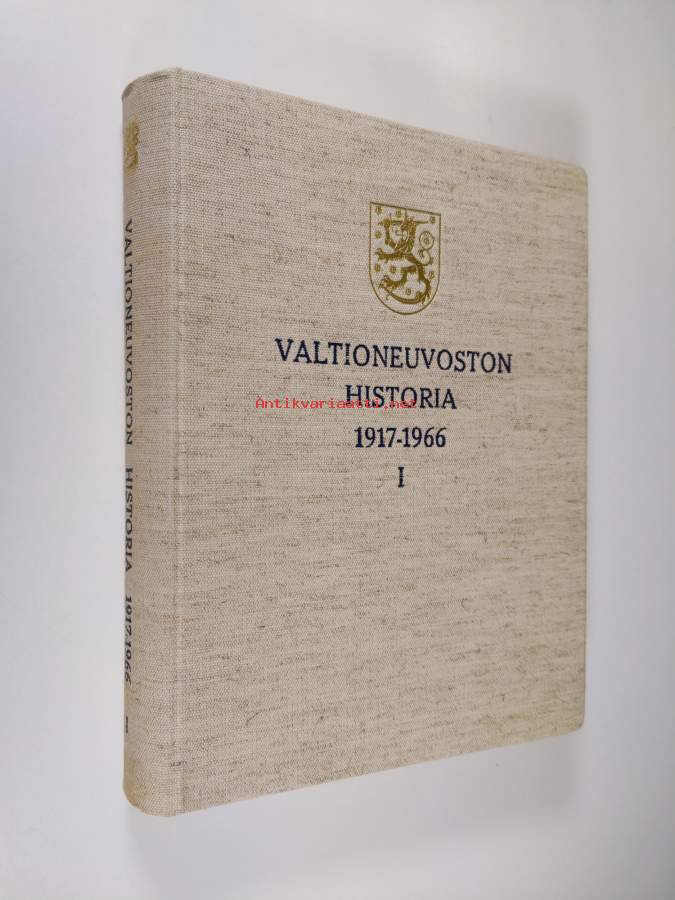 VALTIONEUVOSTON
HISTORIA
1917-1966
I
Antikvariaatti.net
VALTIONEUVOSTON HISTORIA 1917-1966 I